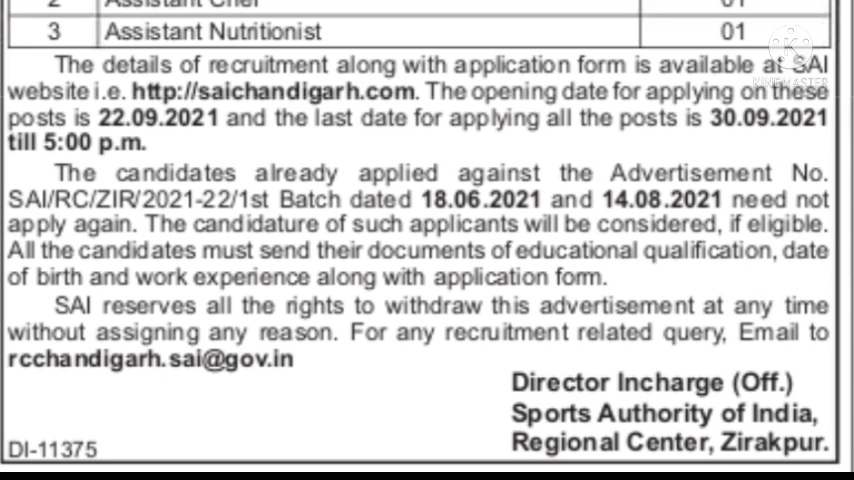 2 Assistant Chef 01
3 Assistant Nutritionist 01
The details of recruitment along with application form is available at SAI
website i.e. http://saichandigarh.com. The opening date for applying on these
posts is 22.09.2021 and the last date for applying all the posts is 30.09.2021
till 5:00 p.m.
The candidates already applied against the Advertisement No.
SAI/RC/ZIR/2021-22/1st Batch dated 18.06.2021 and 14.08.2021 need not
apply again. The candidature of such applicants will be considered, if eligible.
All the candidates must send their documents of educational qualification, date
of birth and work experience along with application form.
SAI reserves all the rights to withdraw this advertisement at any time
without assigning any reason. For any recruitment related query, Email to
rcchandigarh.sai@gov.in
Director Incharge (Off.)
Sports Authority of India,
Regional Center, Zirakpur.
DI-11375
KINEMASTER